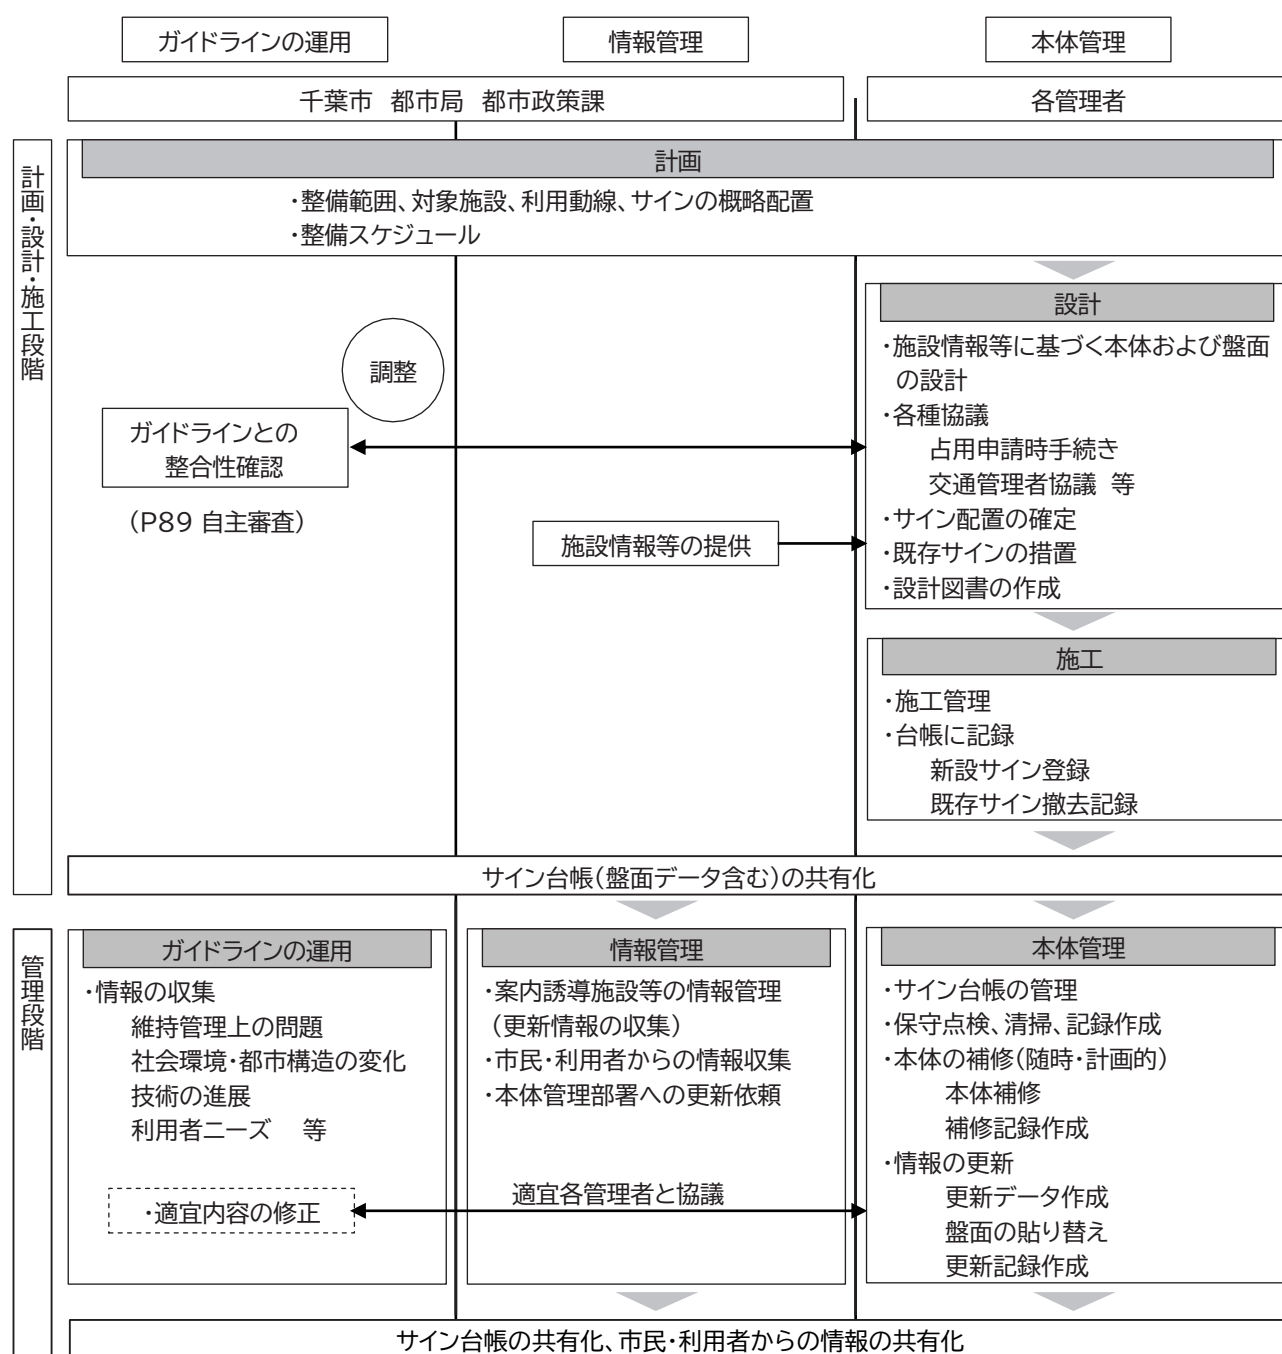 ガイドラインの運用
情報管理
本体管理
千葉市 都市局 都市政策課
各管理者
計画・設計・施工段階
計画
・整備範囲、対象施設、利用動線、サインの概略配置
・整備スケジュール
調整
ガイドラインとの
整合性確認
(P89 自主審査)
施設情報等の提供
設計
・施設情報等に基づく本体および盤面
の設計
・各種協議
占用申請時手続き
交通管理者協議 等
・サイン配置の確定
・既存サインの措置
・設計図書の作成
施工
・施工管理
・台帳に記録
新設サイン登録
既存サイン撤去記録
サイン台帳(盤面データ含む)の共有化
管理段階
ガイドラインの運用
・情報の収集
維持管理上の問題
社会環境・都市構造の変化
技術の進展
利用者ニーズ 等
・適宜内容の修正
情報管理
・案内誘導施設等の情報管理
(更新情報の収集)
・市民・利用者からの情報収集
・本体管理部署への更新依頼
適宜各管理者と協議
本体管理
・サイン台帳の管理
・保守点検、清掃、記録作成
・本体の補修(随時・計画的)
本体補修
補修記録作成
・情報の更新
更新データ作成
盤面の貼り替え
更新記録作成
サイン台帳の共有化、市民・利用者からの情報の共有化